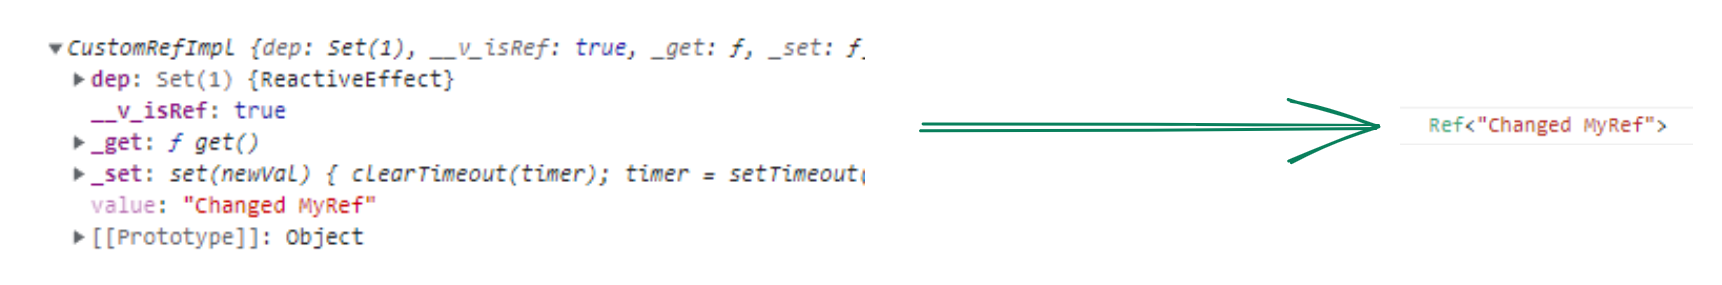 ▼CustomRefImpl {dep: Set(1), __v_isRef: true, _get: ƒ, _set: ƒ,
▶dep: Set(1) {ReactiveEffect}
__v_isRef: true
▶_get: ƒ get()
▶_set: set(newVal) { clearTimeout(timer); timer = setTimeout(
value: "Changed MyRef"
▶[[Prototype]]: Object
Ref<"Changed MyRef">